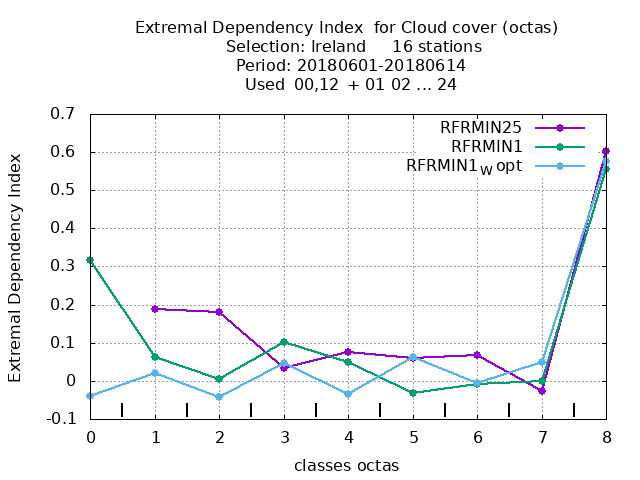 Extremal Dependency Index  for Cloud cover (octas)
Selection: Ireland     16 stations
Period: 20180601-20180614
Used  00,12  + 01 02 ... 24
RFRMIN25
RFRMIN1
RFRMIN1W opt
Extremal Dependency Index
0.7
0.6
0.5
0.4
0.3
0.2
0.1
0
-0.1
0 1 2 3 4 5 6 7 8
classes octas